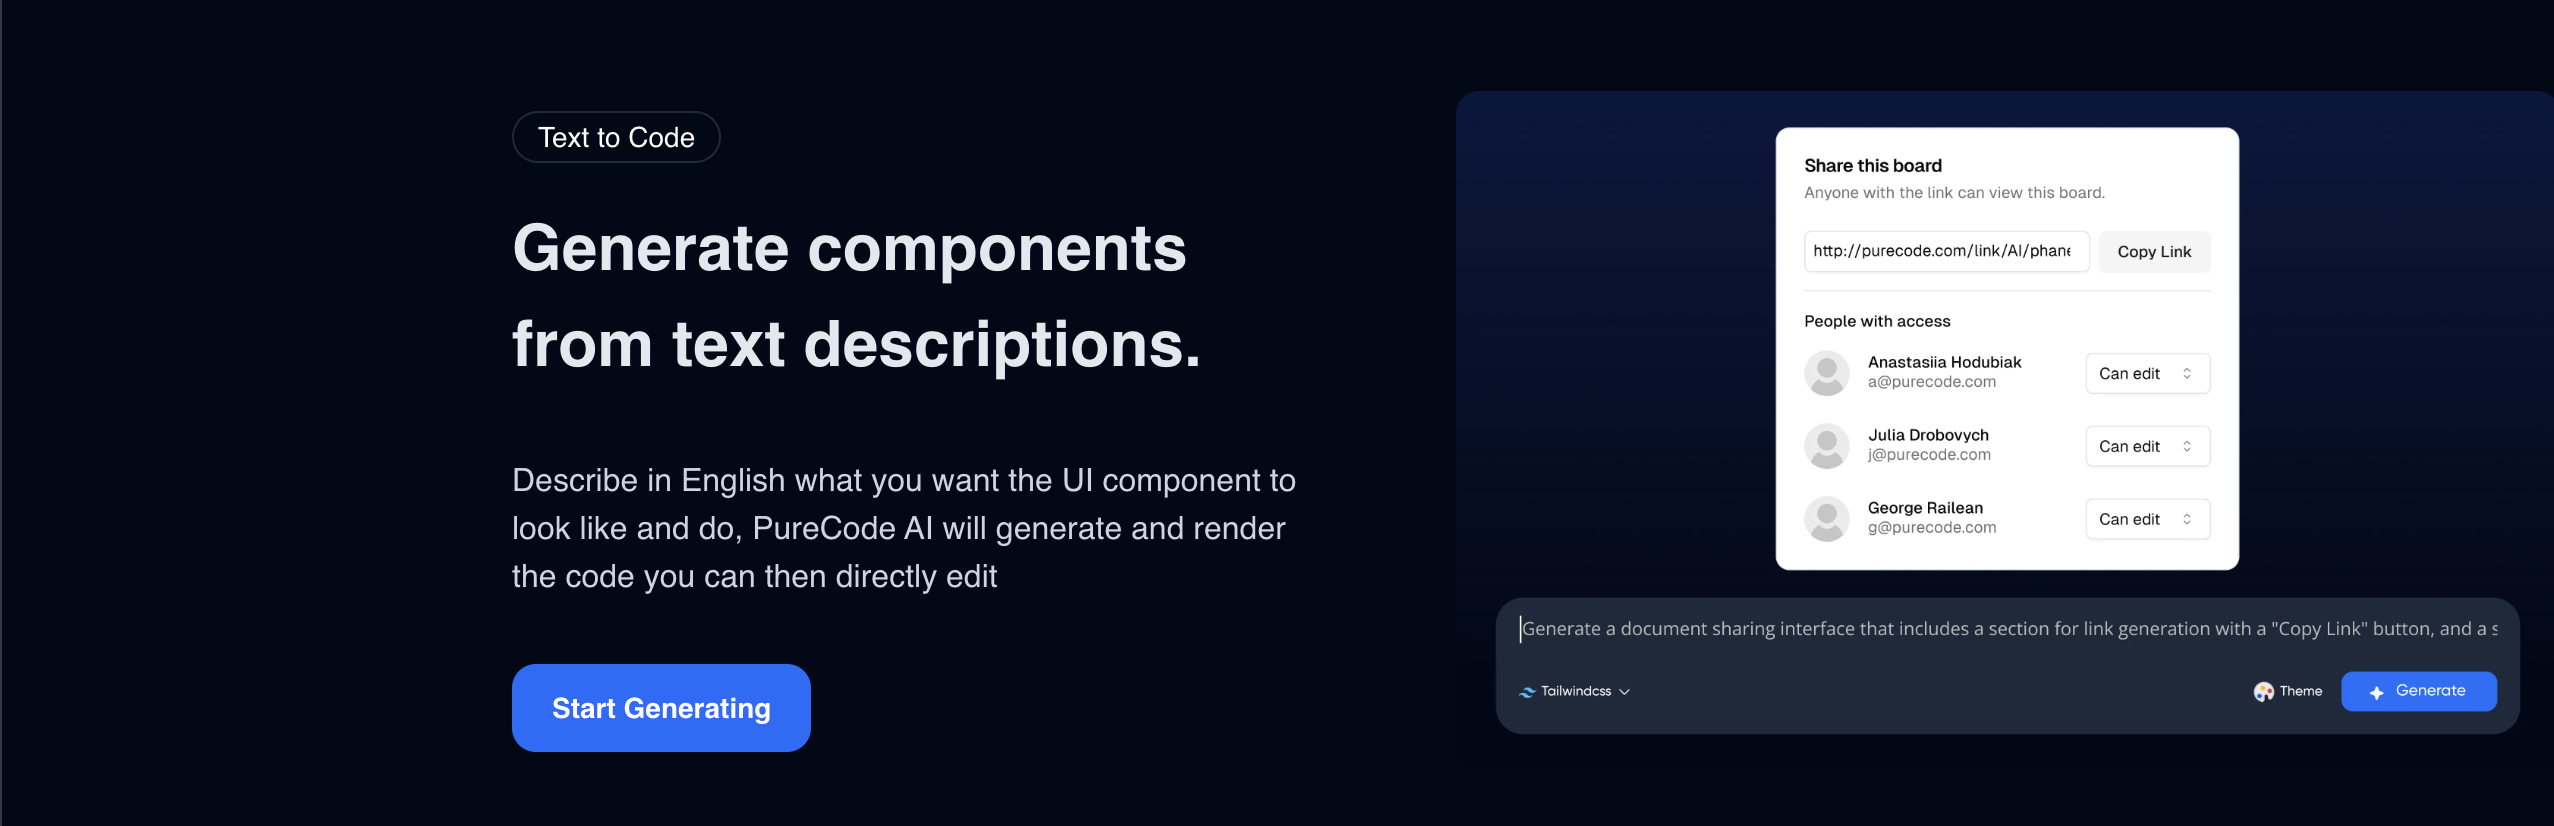 Text to Code
Generate components
from text descriptions.
Describe in English what you want the UI component to
look like and do, PureCode AI will generate and render
the code you can then directly edit
Start Generating
Share this board
Anyone with the link can view this board.
http://purecode.com/link/AI/phane
Copy Link
People with access
Anastasiia Hodubiak
a@purecode.com
Can edit
Julia Drobovych
j@purecode.com
Can edit
George Railean
g@purecode.com
Can edit
Generate a document sharing interface that includes a section for link generation with a "Copy Link" button, and a s
Tailwindcss
Theme
Generate